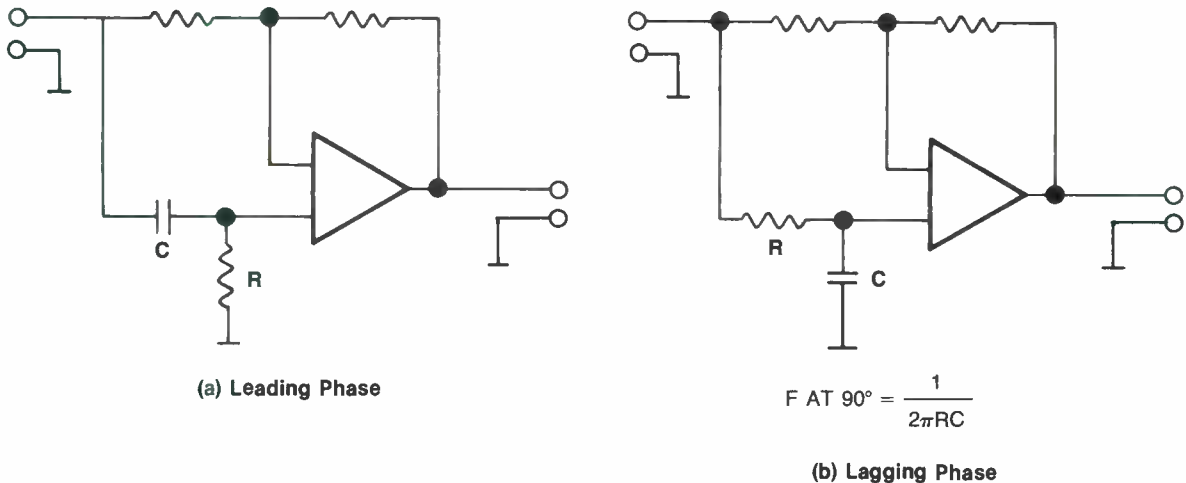 C
R
(a) Leading Phase
R
C
F AT 90° = 1
2πRC
(b) Lagging Phase